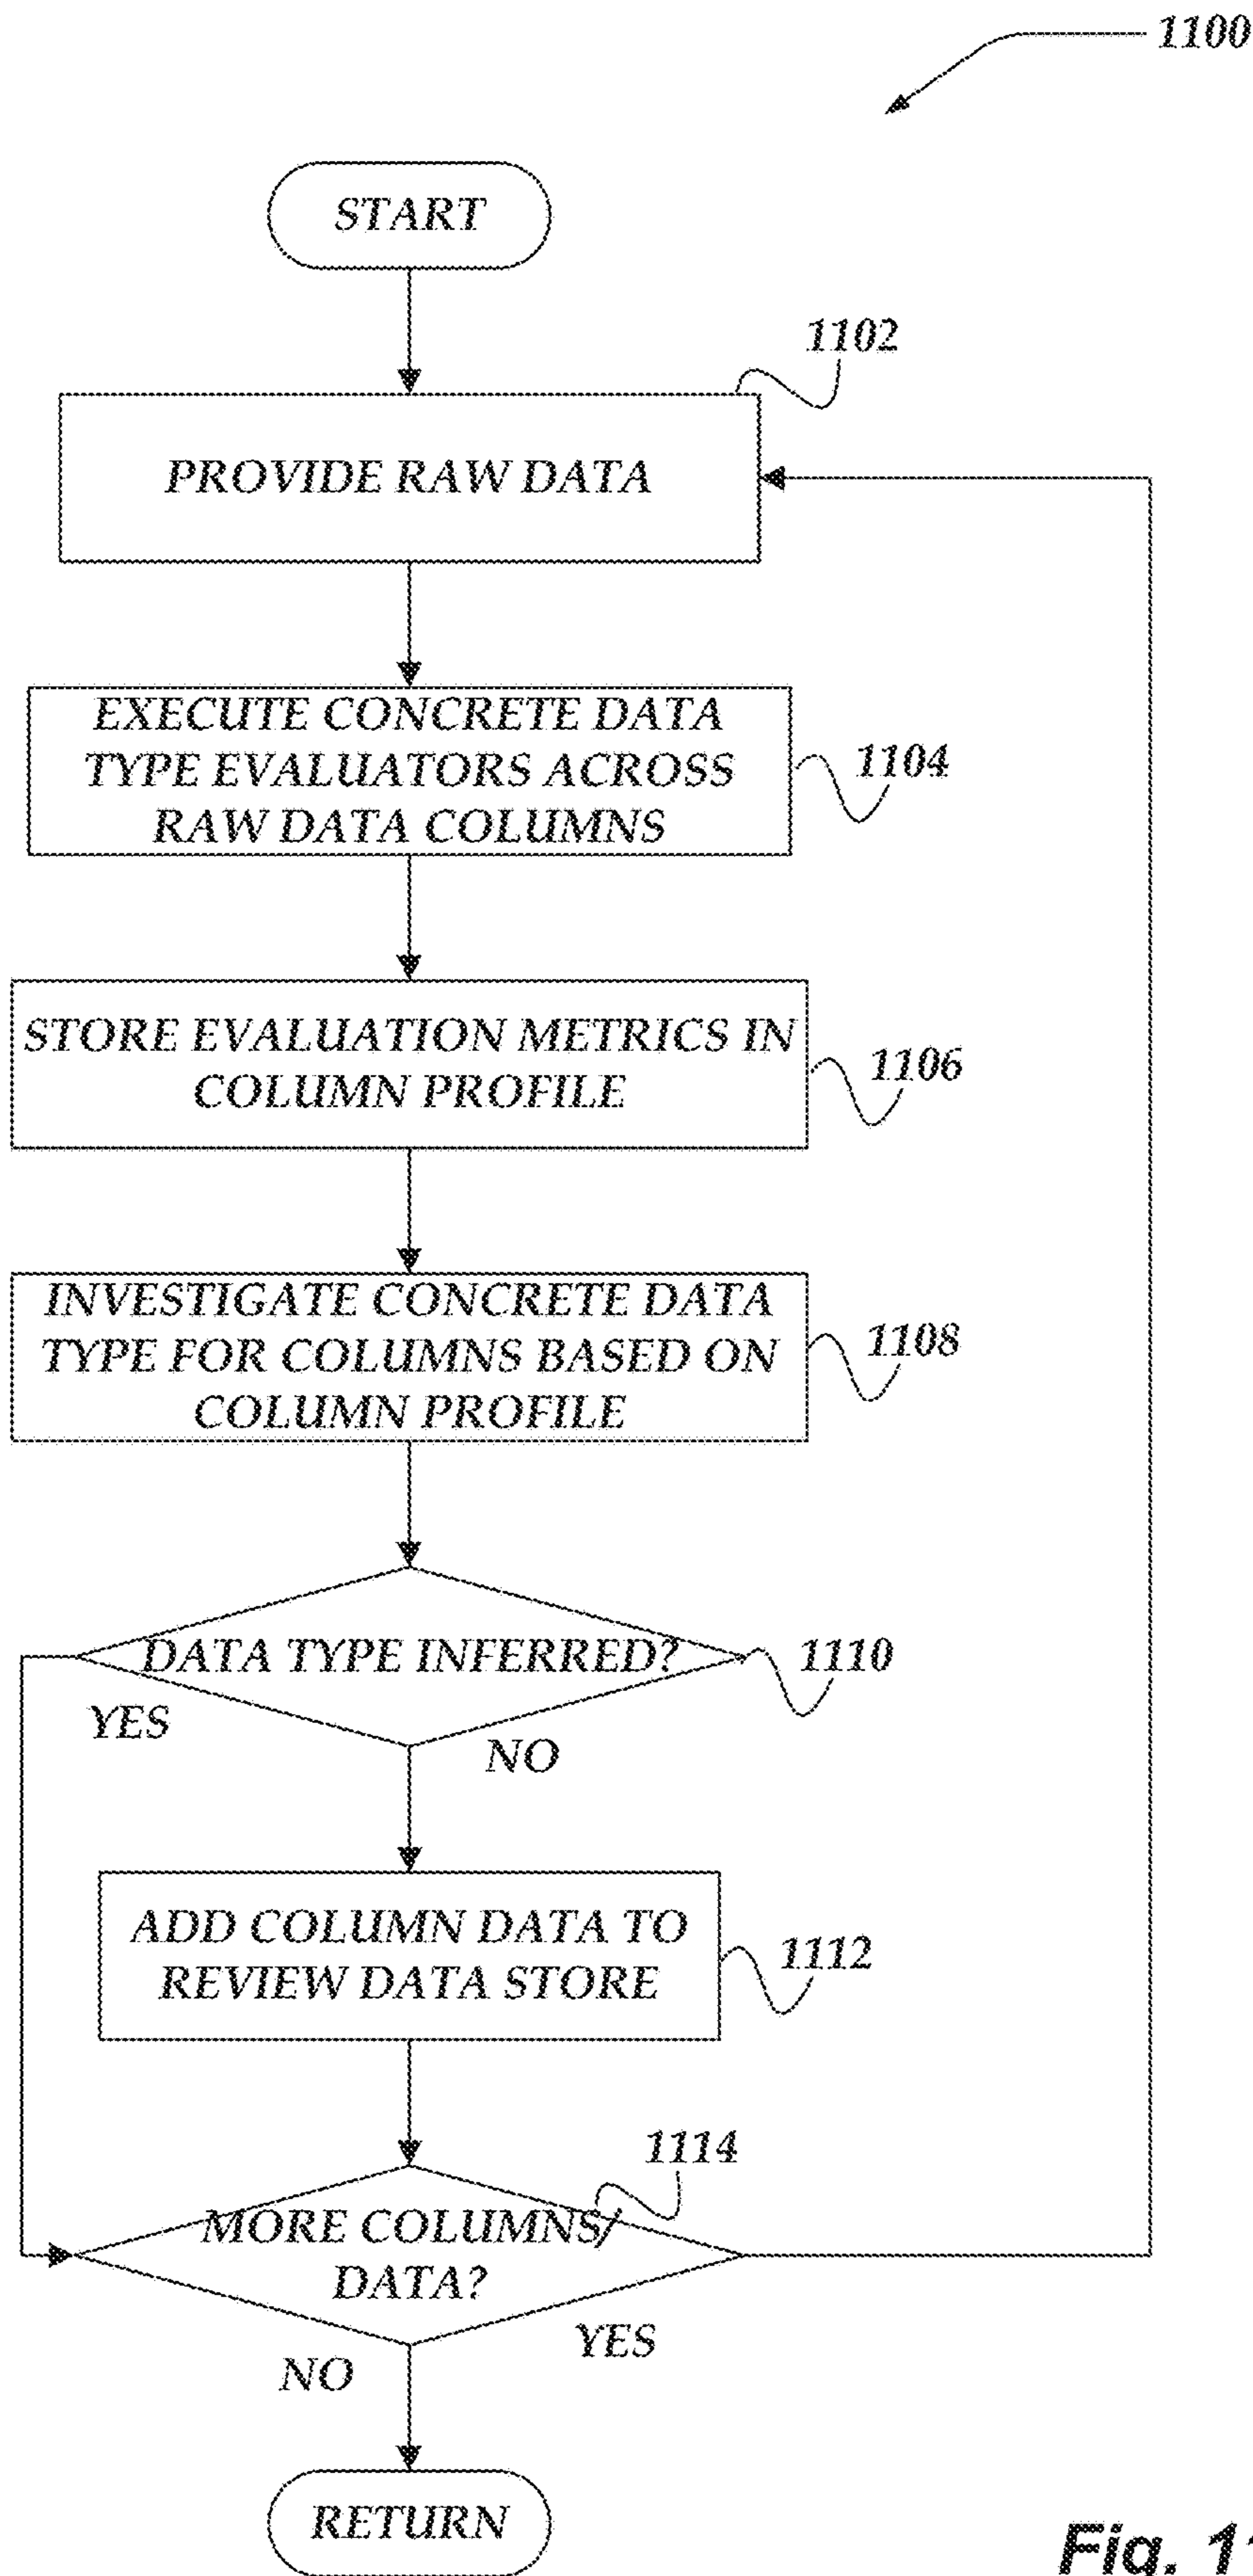 1100
START
1102
PROVIDE RAW DATA
EXECUTE CONCRETE DATA
TYPE EVALUATORS ACROSS
RAW DATA COLUMNS
1104
STORE EVALUATION METRICS IN
COLUMN PROFILE
1106
INVESTIGATE CONCRETE DATA
TYPE FOR COLUMNS BASED ON
COLUMN PROFILE
1108
DATA TYPE INFERRED?
1110
YES
NO
ADD COLUMN DATA TO
REVIEW DATA STORE
1112
1114
MORE COLUMNS/
DATA?
YES
NO
RETURN
Fig. 11